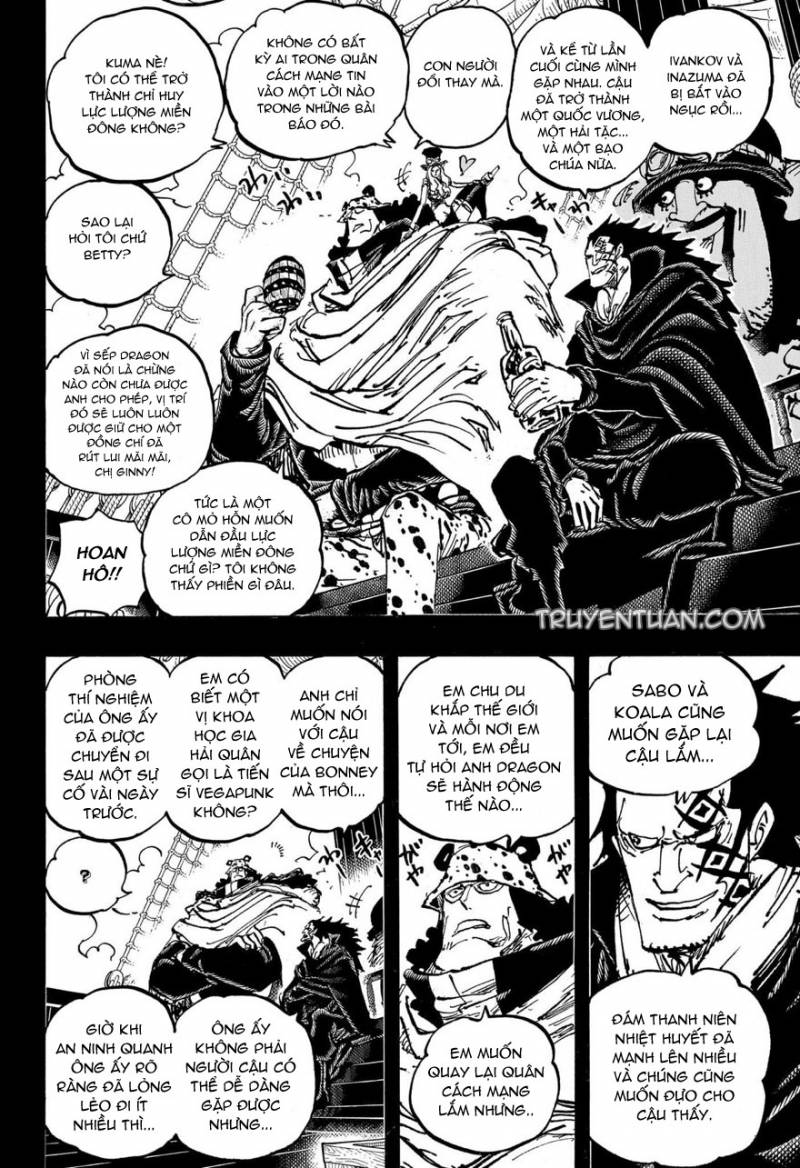 IVANKOV VÀ
INAZUMA ĐÃ
BỊ BẮT VÀO
NGỤC RỒI...
VÀ KỂ TỪ LẦN
CUỐI CÙNG MÌNH
GẶP NHAU. CẬU
ĐÃ TRỞ THÀNH
MỘT QUỐC VƯƠNG,
MỘT HẢI TẶC...
VÀ MỘT BẠO
CHÚA NỮA.
CON NGƯỜI
ĐỔI THAY MÀ.
KHÔNG CÓ BẤT
KỲ AI TRONG QUÂN
CÁCH MẠNG TIN
VÀO MỘT LỜI NÀO
TRONG NHỮNG BÀI
BÁO ĐÓ.
KUMA NÈ!
TÔI CÓ THỂ TRỞ
THÀNH CHỈ HUY
LỰC LƯỢNG MIỀN
ĐÔNG KHÔNG?
SAO LẠI
HỎI TÔI CHỨ
BETTY?
VÌ SẾP DRAGON
ĐÃ NÓI LÀ CHỪNG
NÀO CÒN CHƯA ĐƯỢC
ANH CHO PHÉP, VỊ TRÍ
ĐÓ SẼ LUÔN LUÔN
ĐƯỢC GIỮ CHO MỘT
ĐỒNG CHÍ ĐÃ
RÚT LUI MÃI MÃI,
CHỊ GINNY!
TỨC LÀ MỘT
CÔ MỎ HỖN MUỐN
DẪN ĐẦU LỰC
LƯỢNG MIỀN ĐÔNG
CHỨ GÌ? TÔI KHÔNG
THẤY PHIỀN GÌ ĐÂU.
HOAN
HÔ!!
TRUYENTUAN.COM
SABO VÀ
KOALA CŨNG
MUỐN GẶP LẠI
CẬU LẮM...
ĐÁM THANH NIÊN
NHIỆT HUYẾT ĐÃ
MẠNH LÊN NHIỀU
VÀ CHÚNG CŨNG
MUỐN ĐỰO CHO
CẬU THẤY.
EM CHU DU
KHẮP THẾ GIỚI
VÀ MỖI NƠI EM
TỚI, EM ĐỀU
TỰ HỎI ANH DRAGON
SẼ HÀNH ĐỘNG
THẾ NÀO...
EM MUỐN
QUAY LẠI QUÂN
CÁCH MẠNG
LẮM NHƯNG...
ANH CHỈ
MUỐN NÓI
VỚI CẬU
VỀ CHUYỆN
CỦA BONNEY
MÀ THÔI...
EM CÓ
BIẾT MỘT
VỊ KHOA
HỌC GIA
HẢI QUÂN
GỌI LÀ TIẾN
SĨ VEGAPUNK
KHÔNG?
PHÒNG
THÍ NGHIỆM
CỦA ÔNG ẤY
ĐÃ ĐƯỢC
CHUYỂN ĐI
SAU MỘT SỰ
CỐ VÀI NGÀY
TRƯỚC.
?
ÔNG ẤY
KHÔNG PHẢI
NGƯỜI CẬU CÓ
THỂ DỄ DÀNG
GẶP ĐƯỢC
NHƯNG...
GIỜ KHI
AN NINH QUANH
ÔNG ẤY RÕ
RÀNG ĐÃ LỎNG
LẺO ĐI ÍT
NHIỀU THÌ...